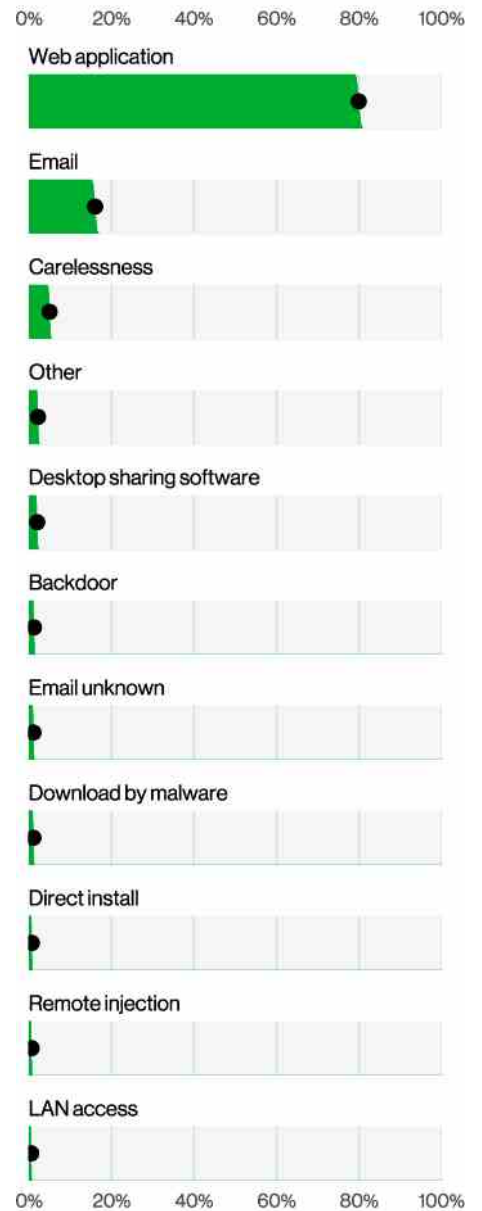 0% 20% 40% 60% 80% 100%
Web application
Email
Carelessness
Other
Desktop sharing software
Backdoor
Email unknown
Download by malware
Direct install
Remote injection
LAN access
0% 20% 40% 60% 80% 100%